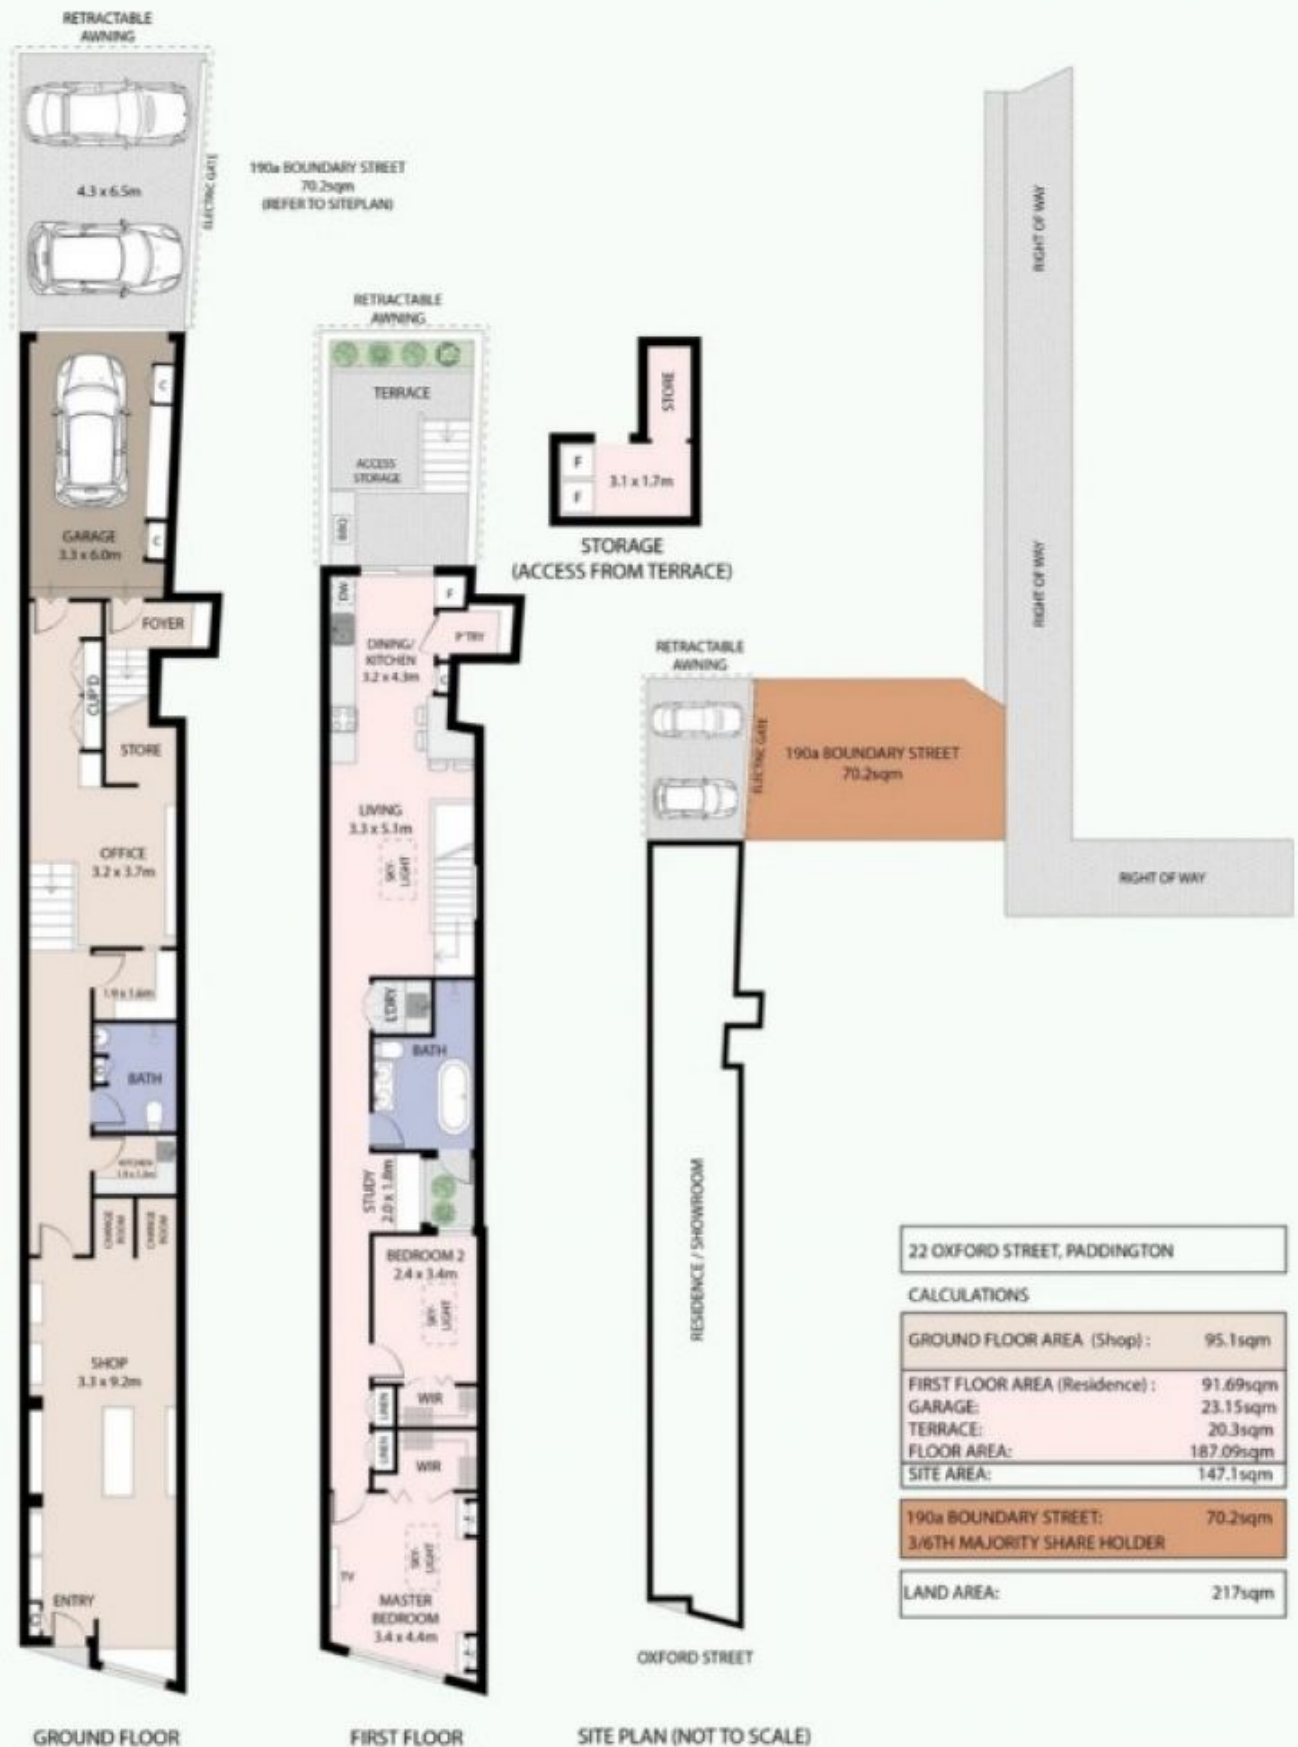 RETRACTABLE
AWNING
4.3 x 6.5m
ELECTRIC GATE
190a BOUNDARY STREET
70.2sqm
(REFER TO SITEPLAN)
C
GARAGE
3.3 x 6.0m
C
FOYER
CUP'D
STORE
OFFICE
3.2 x 3.7m
1.9 x 1.6m
BATH
KITCHEN
CHANGE
ROOM
CHANGE
ROOM
SHOP
3.3 x 9.2m
ENTRY
GROUND FLOOR
RETRACTABLE
AWNING
TERRACE
ACCESS
STORAGE
BBQ
DW
F
P'TRY
DINING/
KITCHEN
3.2 x 4.3m
LIVING
3.3 x 5.1m
SKY-
LIGHT
L'DRY
BATH
STUDY
2.0 x 1.8m
BEDROOM 2
2.4 x 3.4m
SKY-
LIGHT
WIR
LINEN
LINEN
WIR
SKY-
LIGHT
TV
MASTER
BEDROOM
3.4 x 4.4m
FIRST FLOOR
STORE
F
F
3.1 x 1.7m
STORAGE
(ACCESS FROM TERRACE)
RIGHT OF WAY
RIGHT OF WAY
RIGHT OF WAY
RETRACTABLE
AWNING
ELECTRIC GATE
190a BOUNDARY STREET
70.2sqm
RESIDENCE / SHOWROOM
OXFORD STREET
SITE PLAN (NOT TO SCALE)
22 OXFORD STREET, PADDINGTON
CALCULATIONS
GROUND FLOOR AREA (Shop) : 95.1sqm
FIRST FLOOR AREA (Residence) : 91.69sqm
GARAGE: 23.15sqm
TERRACE: 20.3sqm
FLOOR AREA: 187.09sqm
SITE AREA: 147.1sqm
190a BOUNDARY STREET: 70.2sqm
3/6TH MAJORITY SHARE HOLDER
LAND AREA: 217sqm